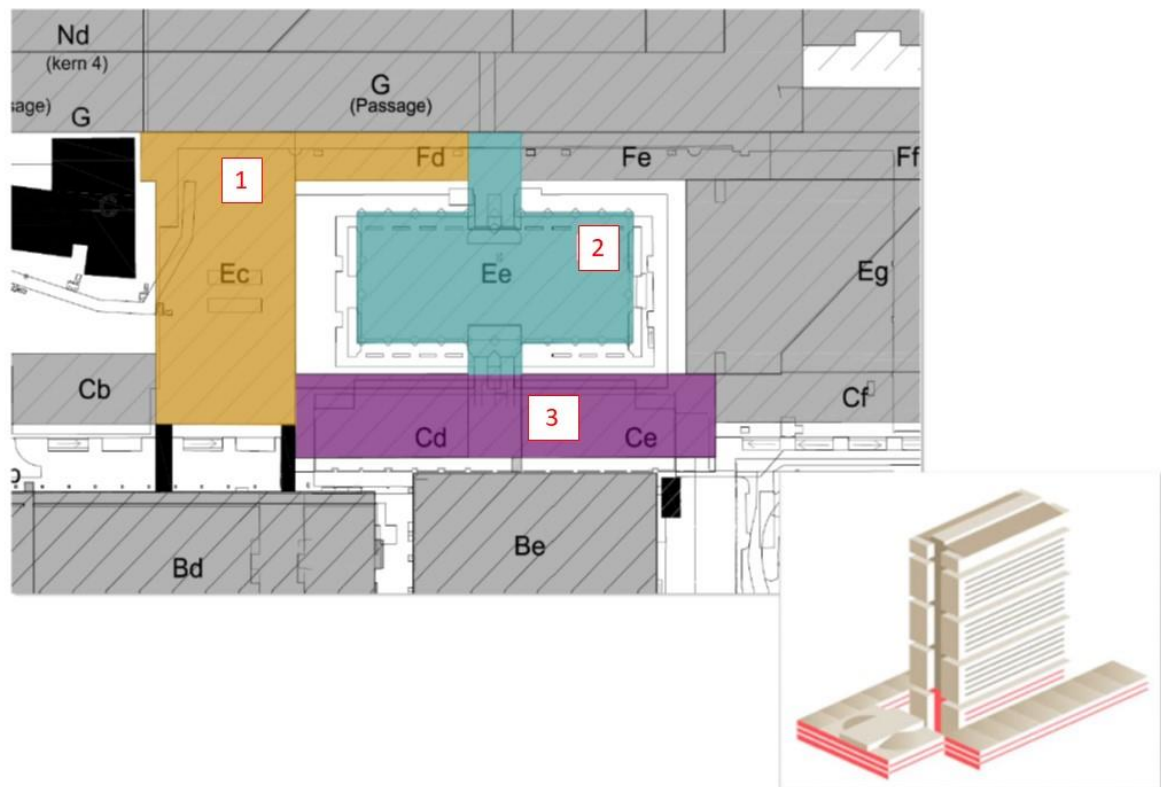 Nd
(kern 4)
G
(Passage)
sage)
G
1
Fd
Fe
Ff
2
Ec
Ee
Eg
Cb
Cf
3
Cd
Ce
Be
Bd